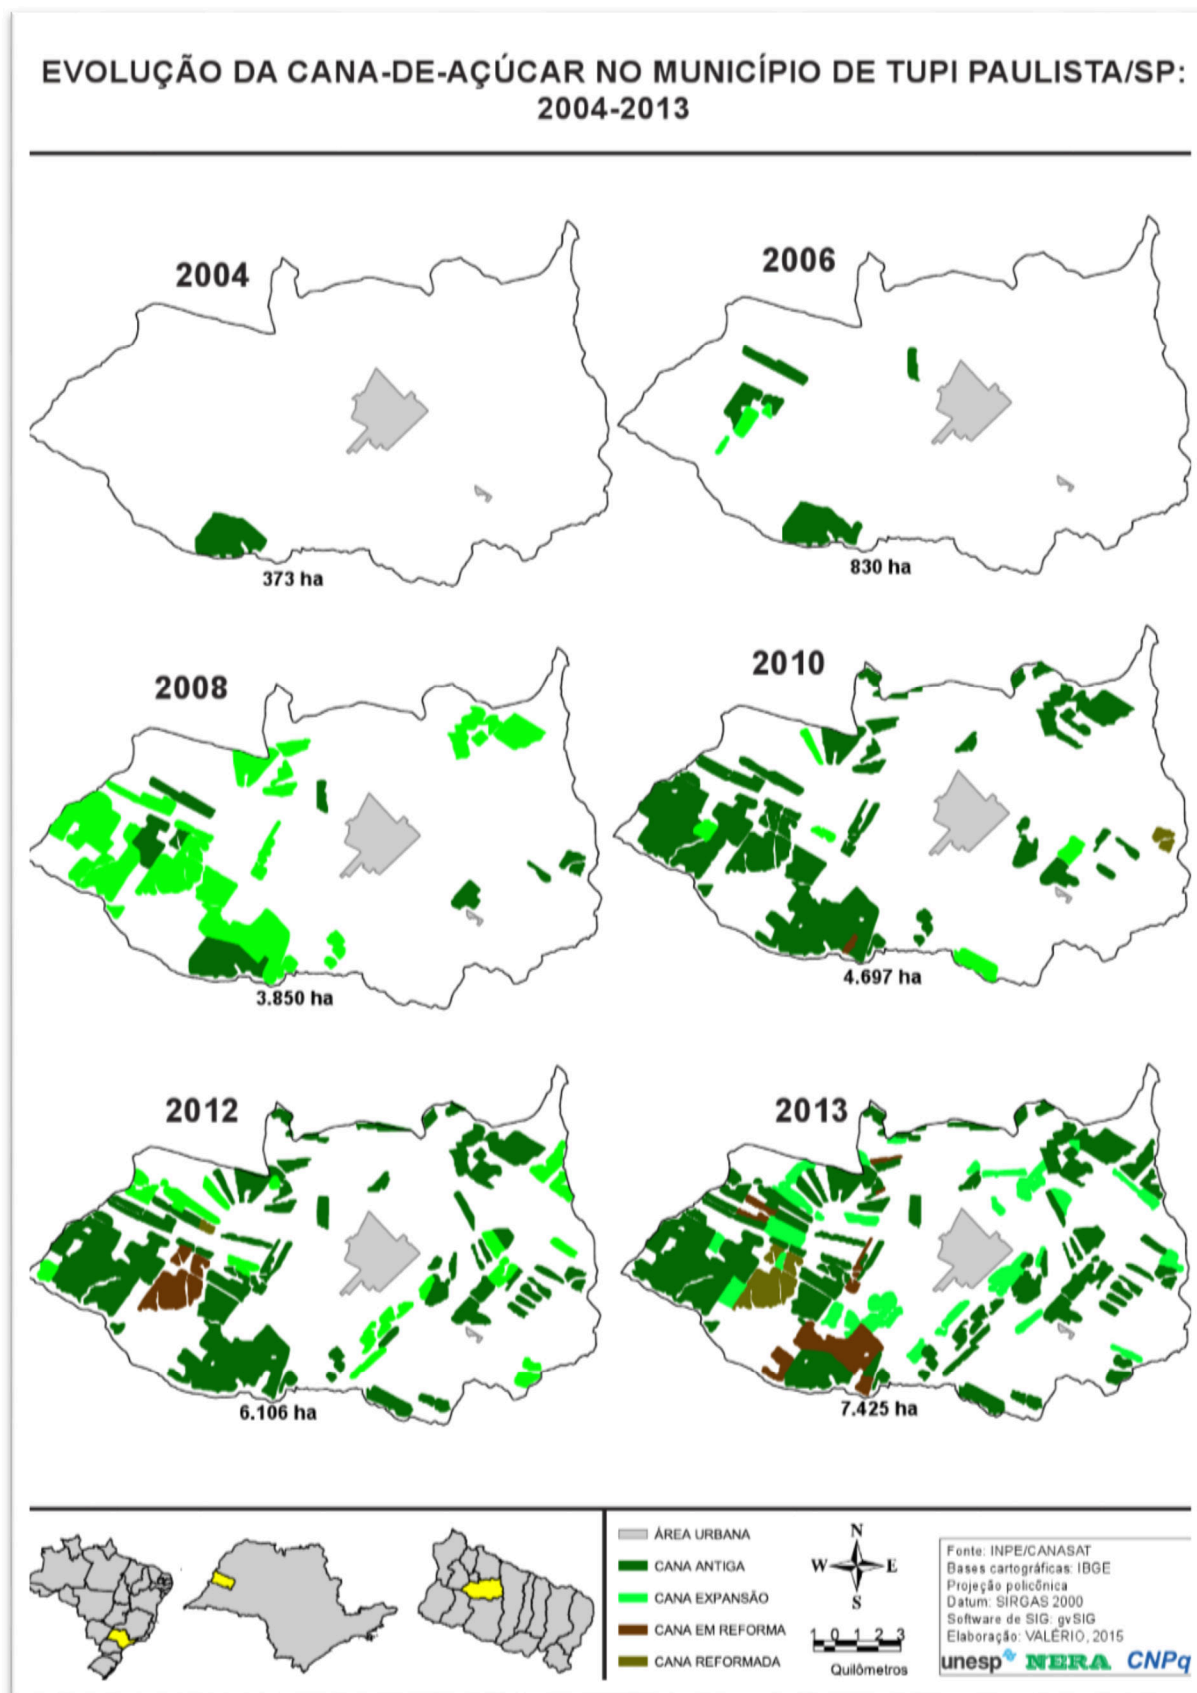 EVOLUÇÃO DA CANA-DE-AÇÚCAR NO MUNICÍPIO DE TUPI PAULISTA/SP:
2004-2013
2004
373 ha
2006
830 ha
2008
3.850 ha
2010
4.697 ha
2012
6.106 ha
2013
7.425 ha
ÁREA URBANA
CANA ANTIGA
CANA EXPANSÃO
CANA EM REFORMA
CANA REFORMADA
N
W E
S
1 0 1 2 3
Quilômetros
Fonte: INPE/CANASAT
Bases cartográficas: IBGE
Projeção policônica
Datum: SIRGAS 2000
Software de SIG: gvSIG
Elaboração: VALÉRIO, 2015
unesp NERA CNPq